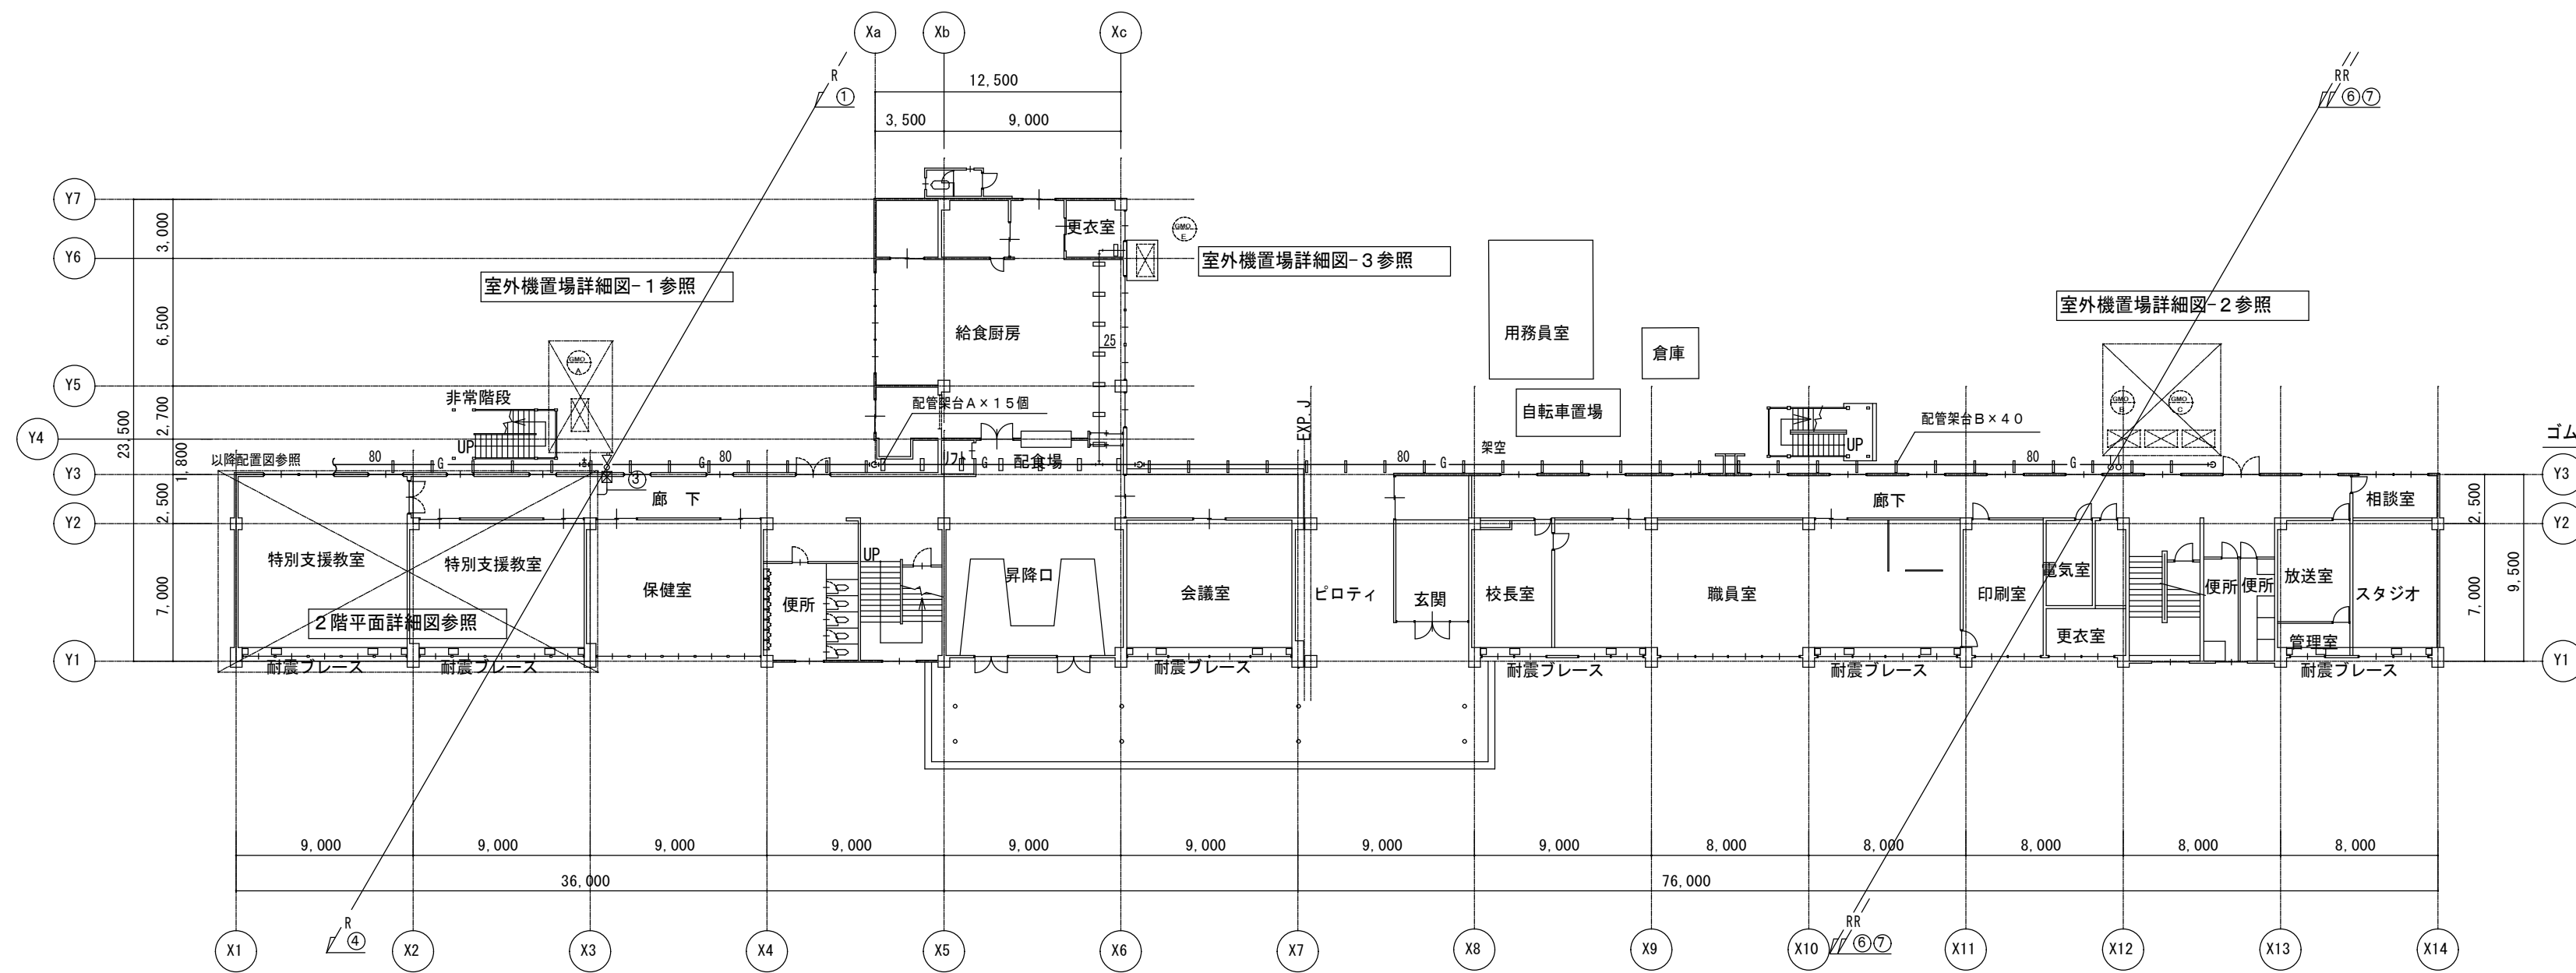 Xa
Xb
Xc
R
①
12,500
3,500
9,000
RR
⑥⑦
Y7
Y6
Y5
Y4
Y3
Y2
Y1
3,000
6,500
2,700
1,800
2,500
7,000
23,500
更衣室
GMO
E
室外機置場詳細図-3参照
室外機置場詳細図-1参照
室外機置場詳細図-2参照
給食厨房
25
用務員室
倉庫
自転車置場
GMO
A
GMO
B
GMO
C
非常階段
UP
配管架台A×15個
EXP.J
架空
UP
配管架台B×40
ゴム
以降配置図参照
80
G
80
G
リフト
G
配食場
80
G
80
G
③
廊 下
廊下
相談室
Y3
Y2
Y1
2,500
7,000
9,500
特別支援教室
特別支援教室
2階平面詳細図参照
保健室
便所
UP
昇降口
会議室
ピロティ
玄関
校長室
職員室
印刷室
電気室
更衣室
便所
便所
放送室
スタジオ
管理室
耐震ブレース
耐震ブレース
耐震ブレース
耐震ブレース
耐震ブレース
耐震ブレース
9,000
9,000
9,000
9,000
9,000
9,000
9,000
9,000
8,000
8,000
8,000
8,000
8,000
36,000
76,000
R
④
RR
⑥⑦
X1
X2
X3
X4
X5
X6
X7
X8
X9
X10
X11
X12
X13
X14